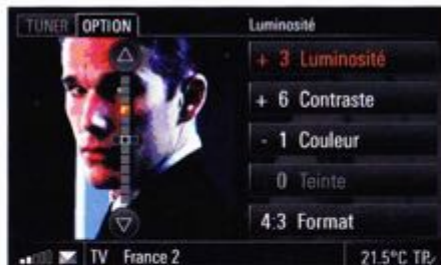 TUNER OPTION Luminosité
+ 3 Luminosité
+ 6 Contraste
- 1 Couleur
0 Teinte
4:3 Format
TV France 2 21.5°C TP